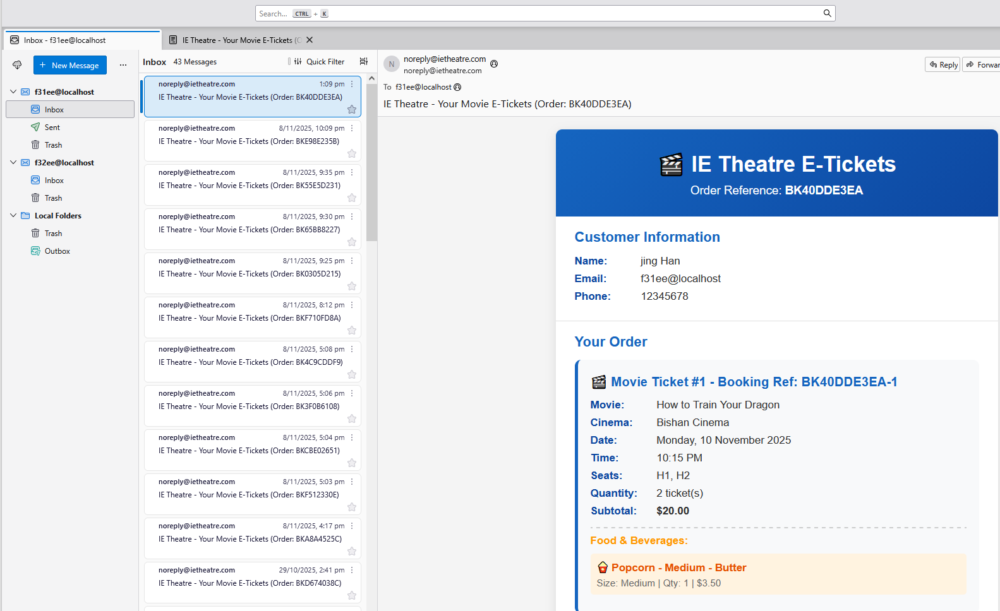 Search... CTRL + K
Inbox - f31ee@localhost
IE Theatre - Your Movie E-Tickets (O
New Message
f31ee@localhost
Inbox
Sent
Trash
f32ee@localhost
Inbox
Trash
Local Folders
Trash
Outbox
Inbox 43 Messages Quick Filter
noreply@ietheatre.com 1:09 pm
IE Theatre - Your Movie E-Tickets (Order: BK40DDE3EA)
noreply@ietheatre.com 8/11/2025, 10:09 pm
IE Theatre - Your Movie E-Tickets (Order: BKE98E235B)
noreply@ietheatre.com 8/11/2025, 9:35 pm
IE Theatre - Your Movie E-Tickets (Order: BK55E5D231)
noreply@ietheatre.com 8/11/2025, 9:30 pm
IE Theatre - Your Movie E-Tickets (Order: BK65BB8227)
noreply@ietheatre.com 8/11/2025, 9:25 pm
IE Theatre - Your Movie E-Tickets (Order: BK0305D215)
noreply@ietheatre.com 8/11/2025, 8:12 pm
IE Theatre - Your Movie E-Tickets (Order: BKF710FD8A)
noreply@ietheatre.com 8/11/2025, 5:08 pm
IE Theatre - Your Movie E-Tickets (Order: BK4C9CDDF9)
noreply@ietheatre.com 8/11/2025, 5:06 pm
IE Theatre - Your Movie E-Tickets (Order: BK3F0B6108)
noreply@ietheatre.com 8/11/2025, 5:04 pm
IE Theatre - Your Movie E-Tickets (Order: BKCBE02651)
noreply@ietheatre.com 8/11/2025, 5:03 pm
IE Theatre - Your Movie E-Tickets (Order: BKF512330E)
noreply@ietheatre.com 8/11/2025, 4:17 pm
IE Theatre - Your Movie E-Tickets (Order: BKA8A4525C)
noreply@ietheatre.com 29/10/2025, 2:41 pm
IE Theatre - Your Movie E-Tickets (Order: BKD674038C)
N
noreply@ietheatre.com
noreply@ietheatre.com
Reply
Forwar
To f31ee@localhost
IE Theatre - Your Movie E-Tickets (Order: BK40DDE3EA)
IE Theatre E-Tickets
Order Reference: BK40DDE3EA
Customer Information
Name: jing Han
Email: f31ee@localhost
Phone: 12345678
Your Order
Movie Ticket #1 - Booking Ref: BK40DDE3EA-1
Movie: How to Train Your Dragon
Cinema: Bishan Cinema
Date: Monday, 10 November 2025
Time: 10:15 PM
Seats: H1, H2
Quantity: 2 ticket(s)
Subtotal: $20.00
Food & Beverages:
Popcorn - Medium - Butter
Size: Medium | Qty: 1 | $3.50